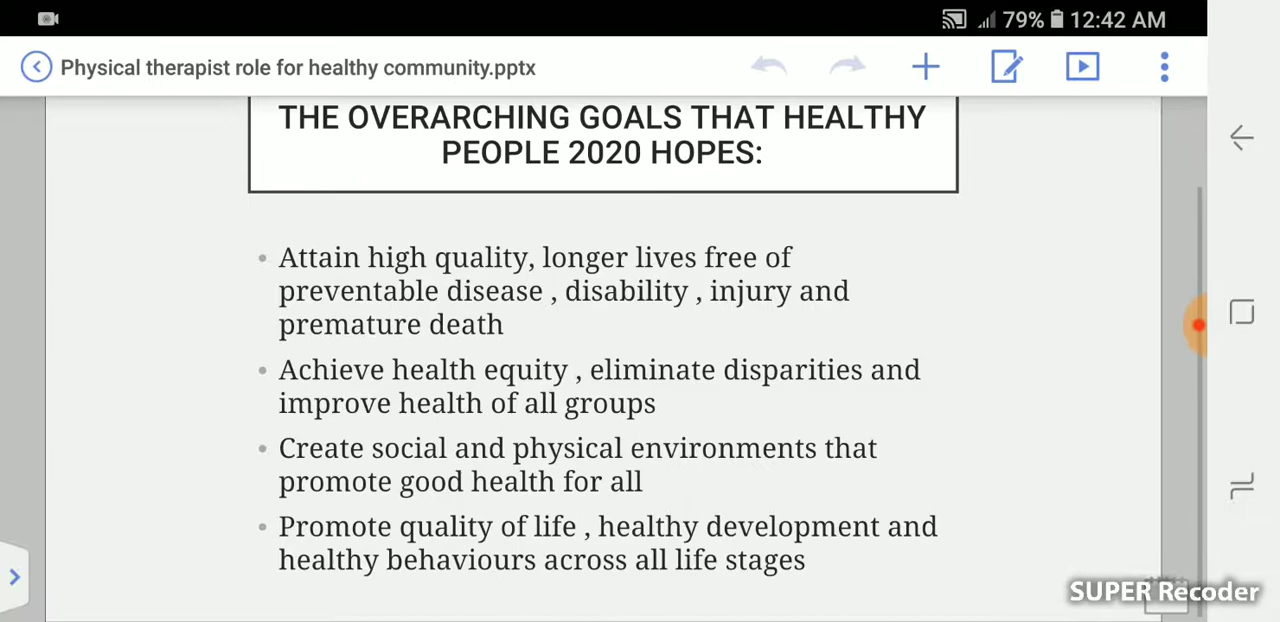 79% 12:42 AM
Physical therapist role for healthy community.pptx
THE OVERARCHING GOALS THAT HEALTHY
PEOPLE 2020 HOPES:
• Attain high quality, longer lives free of
preventable disease , disability , injury and
premature death
• Achieve health equity , eliminate disparities and
improve health of all groups
• Create social and physical environments that
promote good health for all
• Promote quality of life , healthy development and
healthy behaviours across all life stages
SUPER Recoder